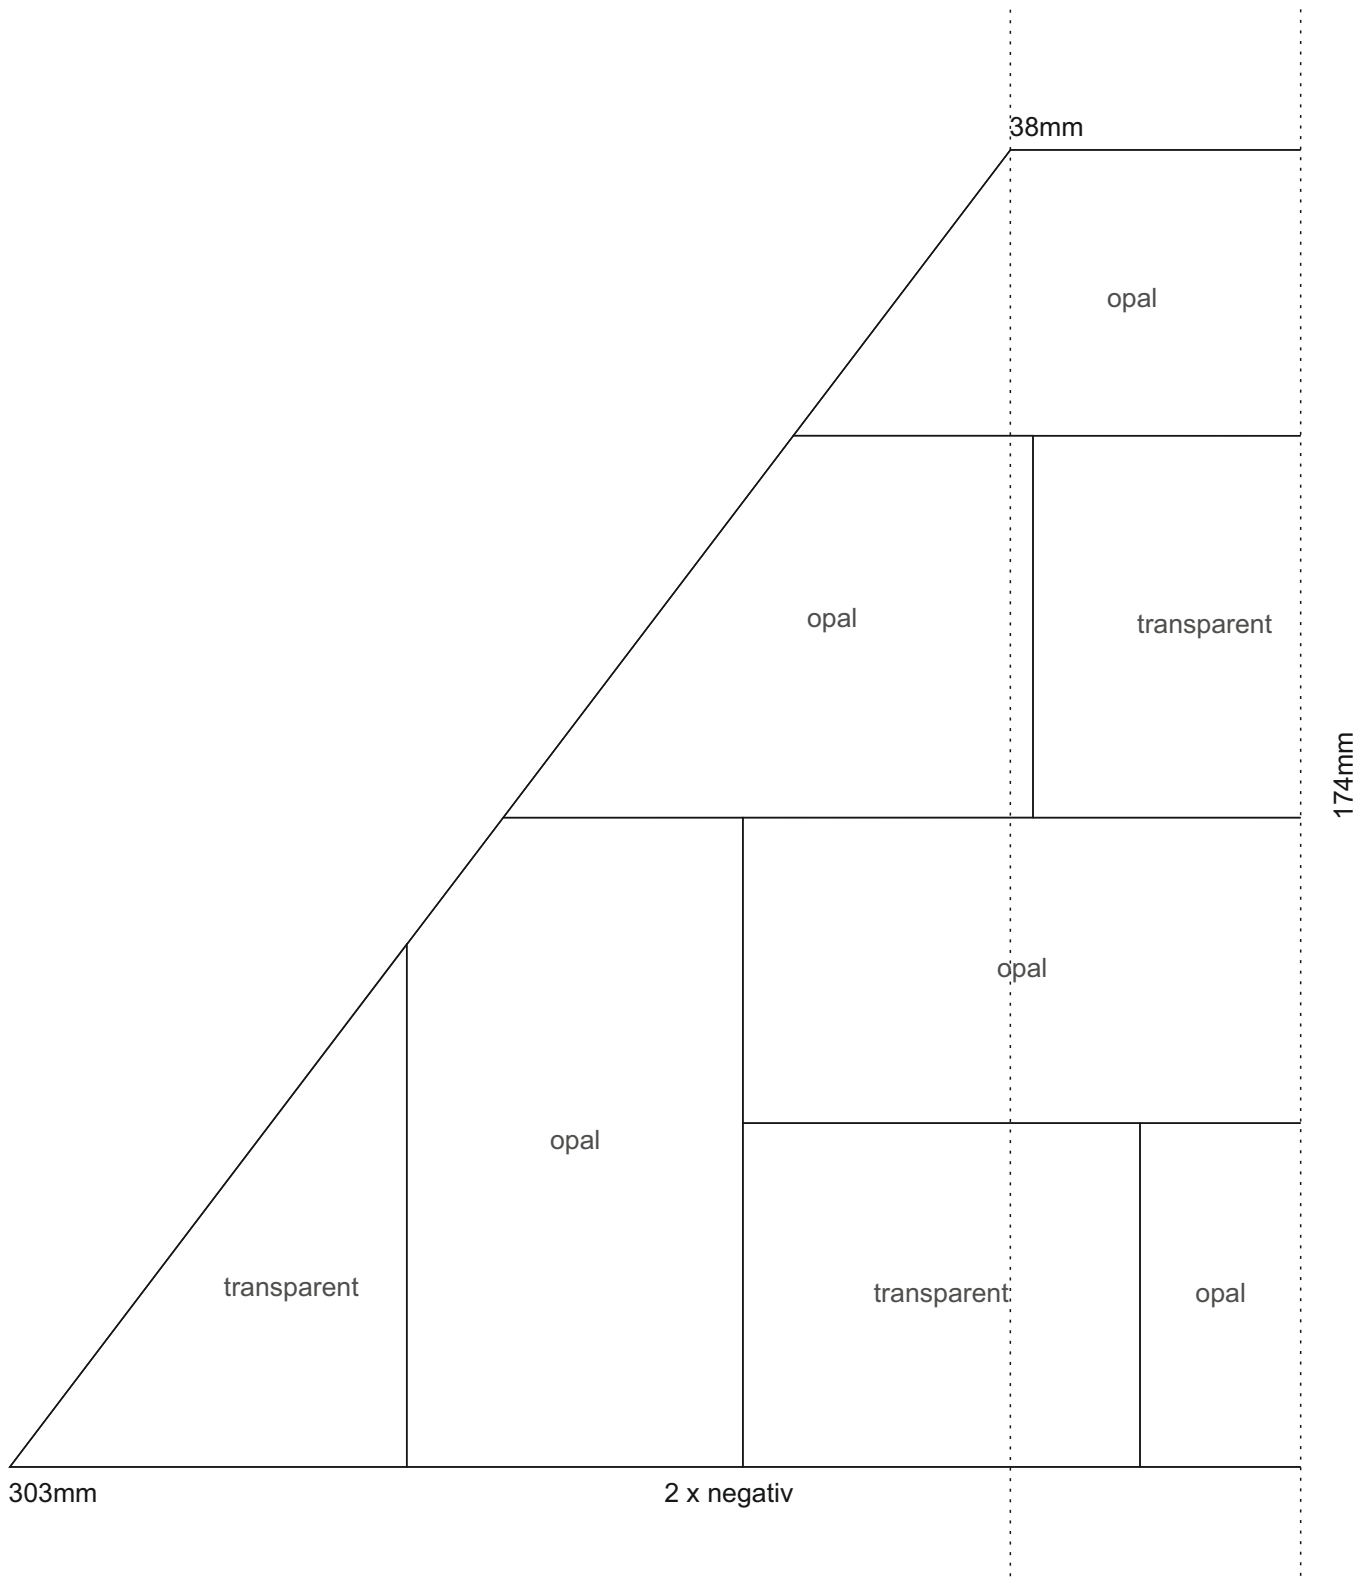 38mm
opal
opal
transparent
174mm
opal
opal
transparent
transparent
opal
303mm
2 x negativ